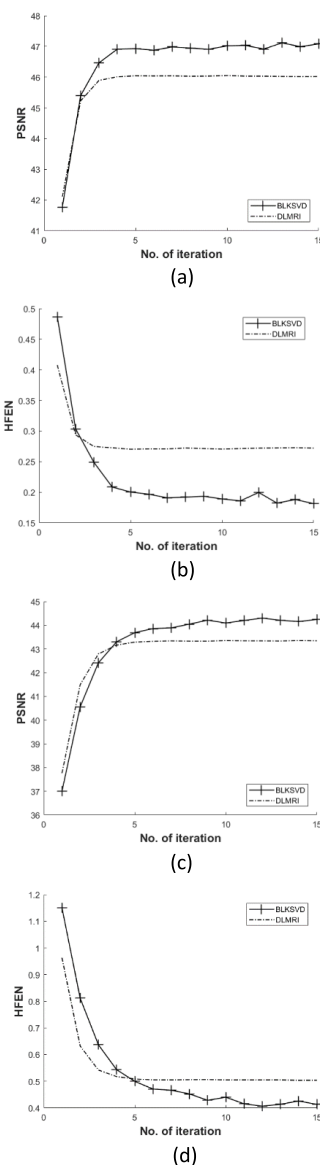 47
46
45
44
43
42
41
PSNR
BLKSVD
DLMRI
0 5 10 15
No. of iteration
(a)
0.5
0.45
0.4
0.35
0.3
0.25
0.2
0.15
HFEN
BLKSVD
DLMRI
0 5 10 15
No. of iteration
(b)
45
44
43
42
41
40
39
38
37
36
PSNR
BLKSVD
DLMRI
0 5 10 15
No. of iteration
(c)
1.2
1.1
1
0.9
0.8
0.7
0.6
0.5
0.4
HFEN
BLKSVD
DLMRI
0 5 10 15
No. of iteration
(d)